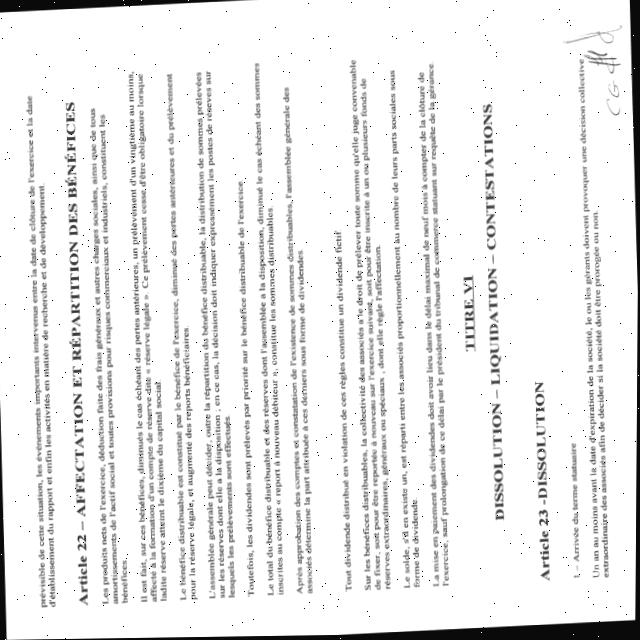 prévisible de cette situation, les événements importants intervenus entre la date de clôture de l'exercice et la date
d'établissement du rapport et enfin les activités en matière de recherche et de développement.
Article 22 – AFFECTATION ET RÉPARTITION DES BÉNÉFICES
Les produits nets de l'exercice, déduction faite des frais généraux et autres charges sociales, ainsi que de tous
amortissements de l'actif social et toutes provisions pour risques commerciaux et industriels, constituent les
bénéfices.
Il est fait, sur ces bénéfices, diminués le cas échéant des pertes antérieures, un prélèvement d'un vingtième au moins,
affecté à la formation d'un compte de réserve dite « réserve légale ». Ce prélèvement cesse d'être obligatoire lorsque
ladite réserve atteint le dixième du capital social.
Le bénéfice distribuable est constitué par le bénéfice de l'exercice, diminué des pertes antérieures et du prélèvement
pour la réserve légale, et augmenté des reports bénéficiaires.
L'assemblée générale peut décider, outre la répartition du bénéfice distribuable, la distribution de sommes prélevées
sur les réserves dont elle a la disposition ; en ce cas, la décision doit indiquer expressément les postes de réserves sur
lesquels les prélèvements sont effectués.
Toutefois, les dividendes sont prélevés par priorité sur le bénéfice distribuable de l'exercice.
Le total du bénéfice distribuable et des réserves dont l'assemblée a la disposition, diminué le cas échéant des sommes
inscrites au compte « report à nouveau débiteur », constitue les sommes distribuables.
Après approbation des comptes et constatation de l'existence de sommes distribuables, l'assemblée générale des
associés détermine la part attribuée à ces derniers sous forme de dividendes.
Tout dividende distribué en violation de ces règles constitue un dividende fictif
Sur les bénéfices distribuables, la collectivité des associés a le droit de prélever toute somme qu'elle juge convenable
de fixer, soit pour être reportée à nouveau sur l'exercice suivant, soit pour être inscrite à un ou plusieurs fonds de
réserves extraordinaires, généraux ou spéciaux , dont elle règle l'affectation.
Le solde, s'il en existe un, est réparti entre les associés proportionnellement au nombre de leurs parts sociales sous
forme de dividende.
La mise en paiement des dividendes doit avoir lieu dans le délai maximal de neuf mois à compter de la clôture de
l'exercice, sauf prolongation de ce délai par le président du tribunal de commerce statuant sur requête de la gérance.
TITRE VI
DISSOLUTION – LIQUIDATION – CONTESTATIONS
Article 23 -DISSOLUTION
1 – Arrivée du terme statutaire
Un an au moins avant la date d'expiration de la société, le ou les gérants doivent provoquer une décision collective
extraordinaire des associés afin de décider si la société doit être prorogée ou non.
CG